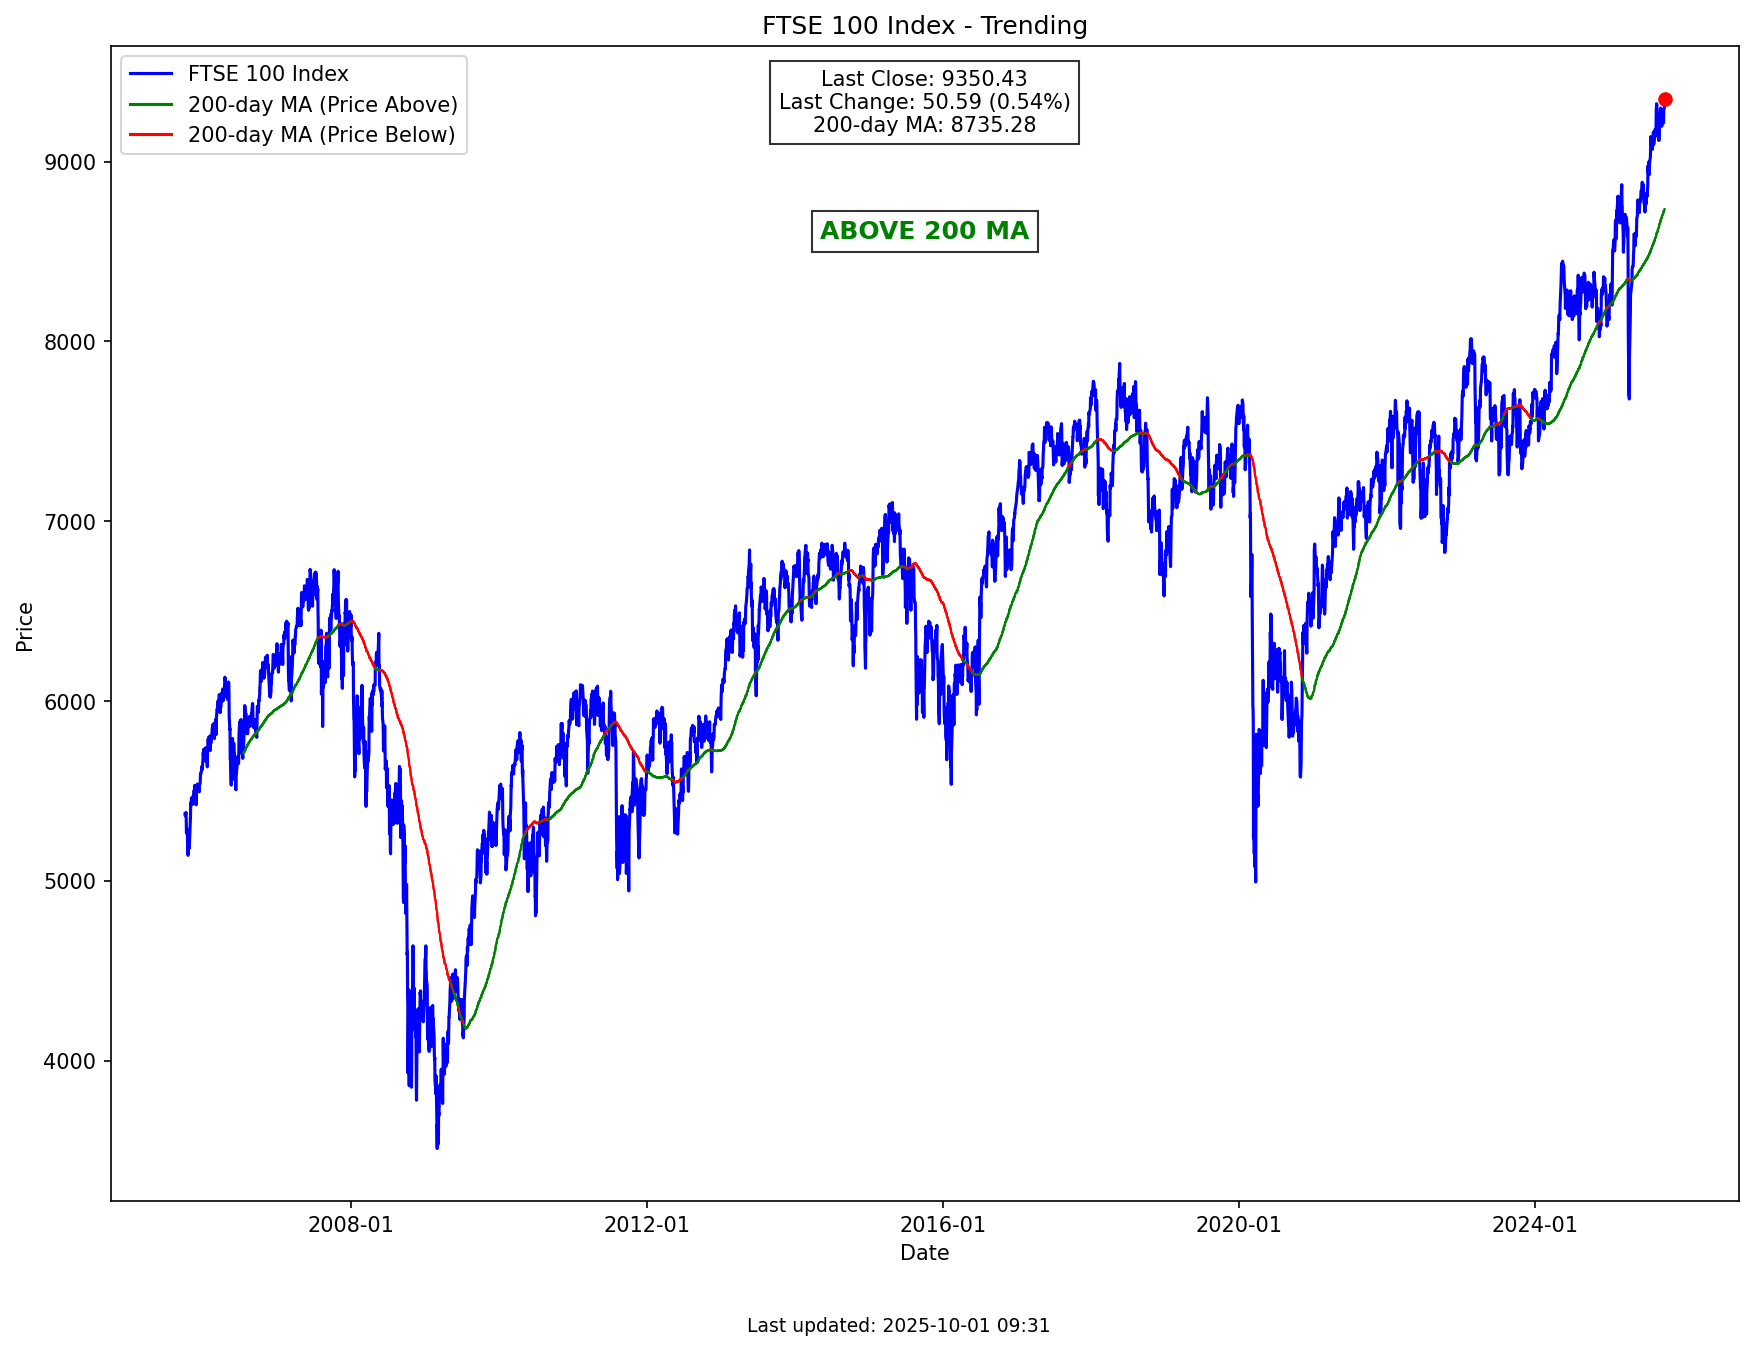 FTSE 100 Index - Trending
FTSE 100 Index
200-day MA (Price Above)
200-day MA (Price Below)
Last Close: 9350.43
Last Change: 50.59 (0.54%)
200-day MA: 8735.28
ABOVE 200 MA
Price
9000
8000
7000
6000
5000
4000
2008-01
2012-01
2016-01
2020-01
2024-01
Date
Last updated: 2025-10-01 09:31